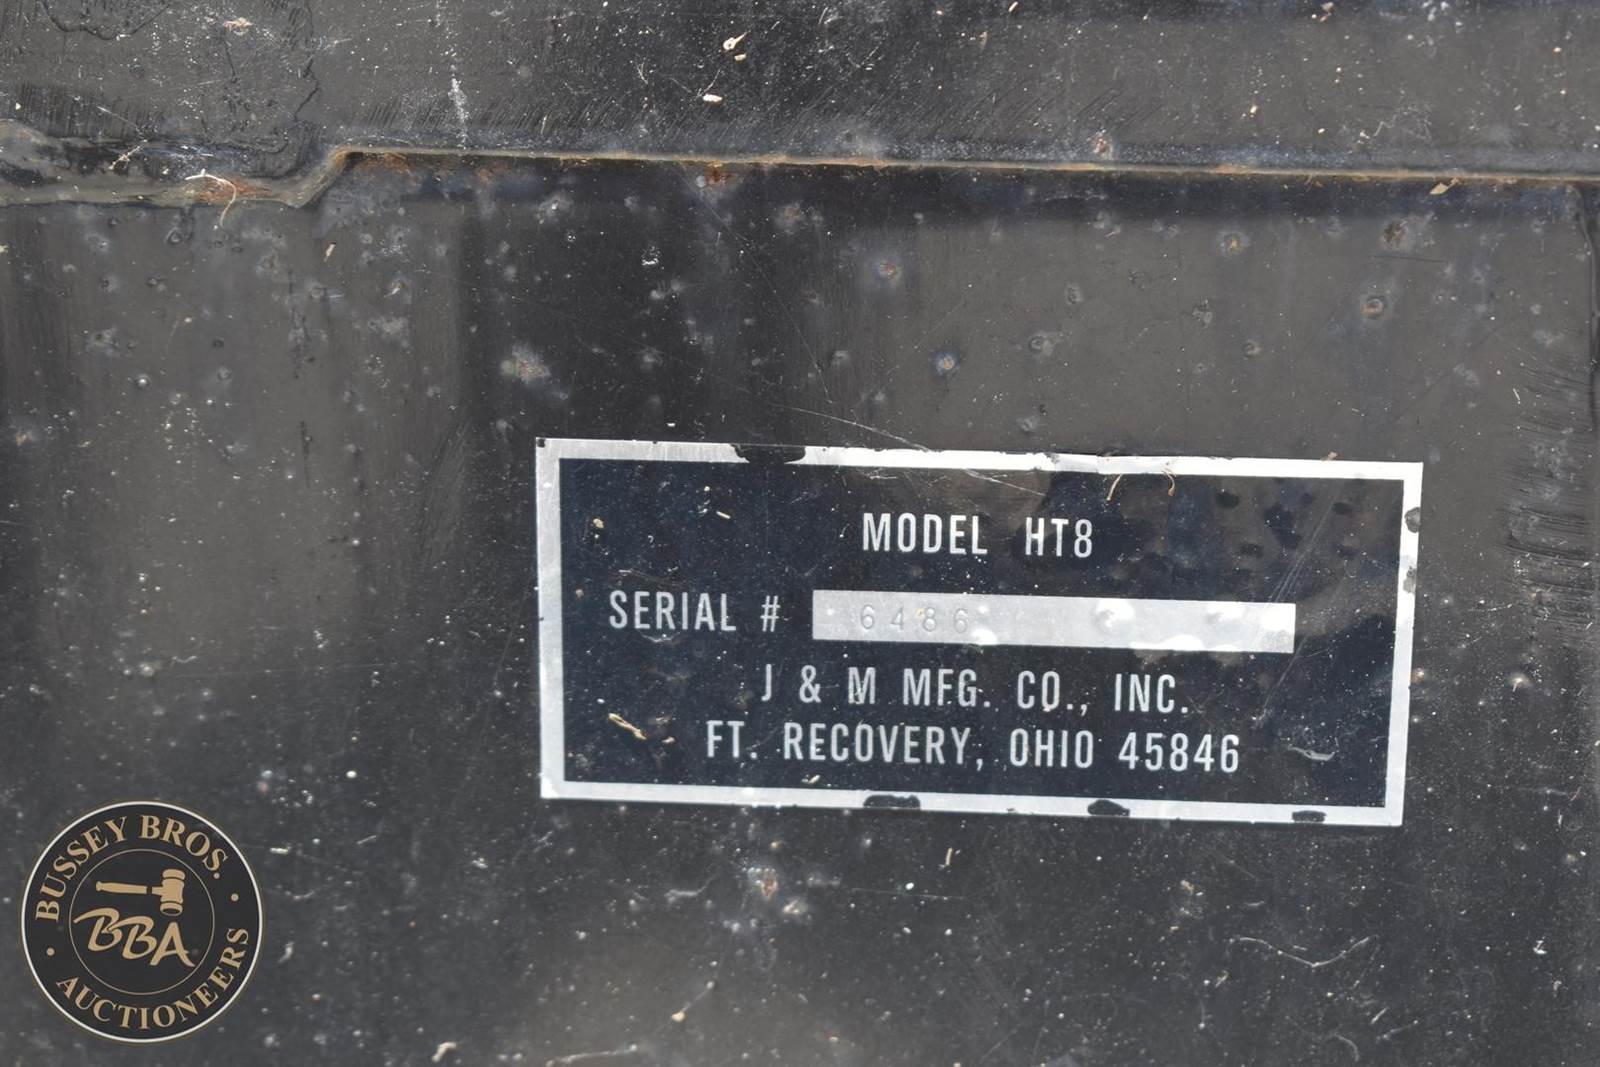 MODEL HT8
SERIAL # 6486
J & M MFG. CO., INC.
FT. RECOVERY, OHIO 45846
BUSSEY BROS.
BBA
AUCTIONEERS